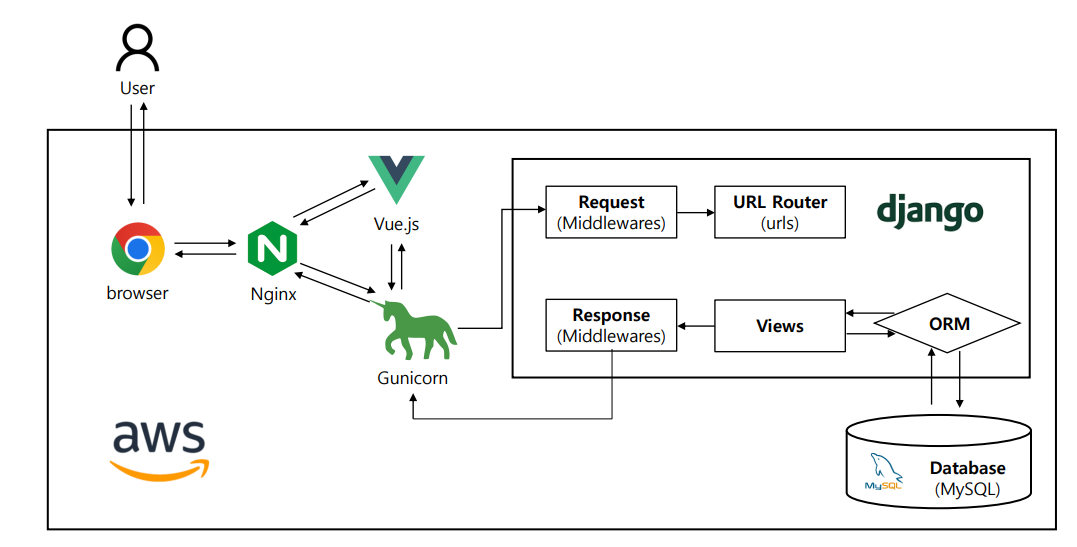 User
Vue.js
browser
Nginx
Gunicorn
Request
(Middlewares)
URL Router
(urls)
django
Response
(Middlewares)
Views
ORM
aws
MySQL
Database
(MySQL)